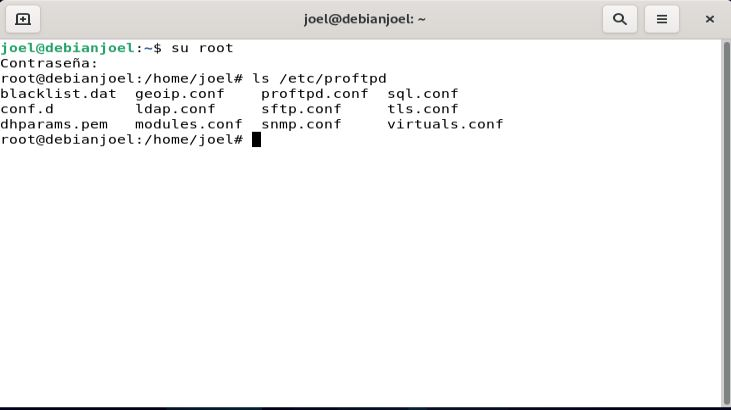 joel@debianjoel: ~
joel@debianjoel:~$ su root
Contraseña:
root@debianjoel:/home/joel# ls /etc/proftpd
blacklist.dat  geoip.conf    proftpd.conf  sql.conf
conf.d         ldap.conf     sftp.conf     tls.conf
dhparams.pem   modules.conf  snmp.conf     virtuals.conf
root@debianjoel:/home/joel#